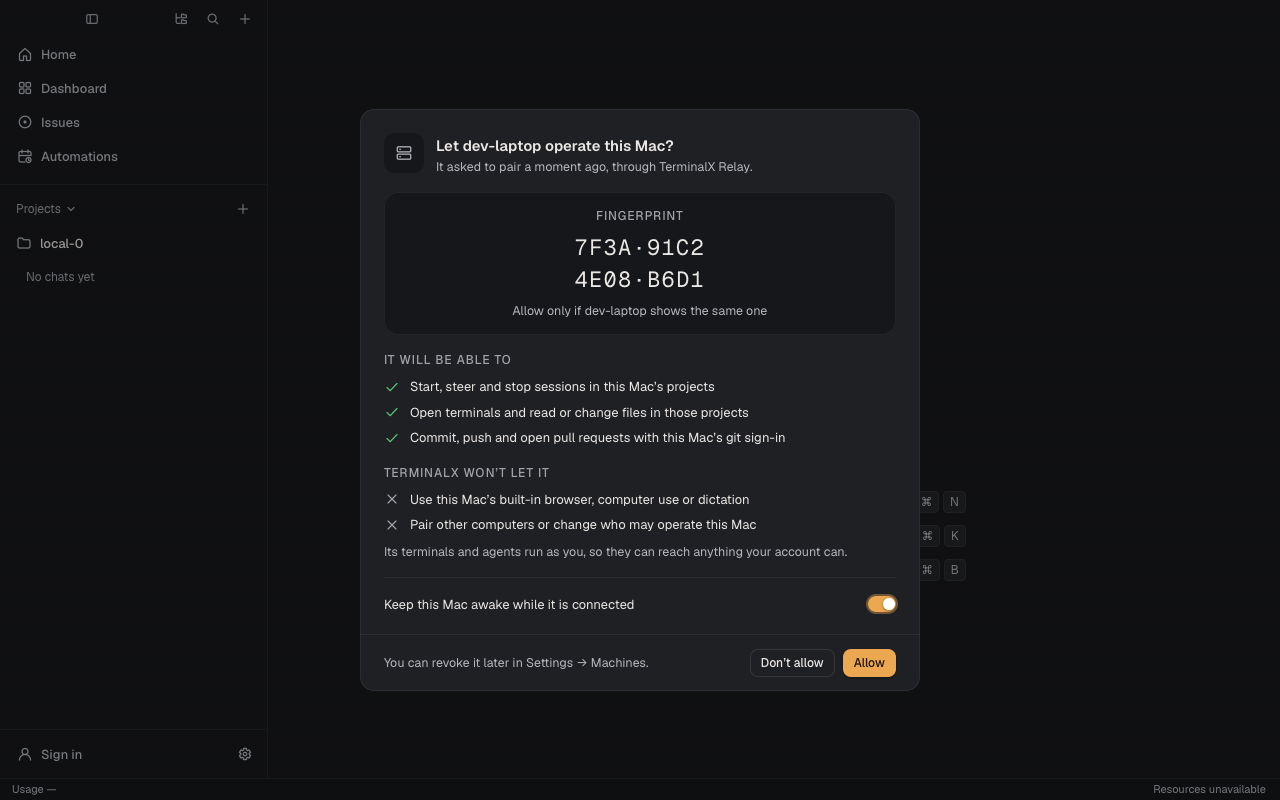 Home
Dashboard
Issues
Automations
Projects
local-0
No chats yet
Let dev-laptop operate this Mac?
It asked to pair a moment ago, through TerminalX Relay.
FINGERPRINT
7F3A·91C2
4E08·B6D1
Allow only if dev-laptop shows the same one
IT WILL BE ABLE TO
Start, steer and stop sessions in this Mac's projects
Open terminals and read or change files in those projects
Commit, push and open pull requests with this Mac's git sign-in
TERMINALX WON'T LET IT
Use this Mac's built-in browser, computer use or dictation
Pair other computers or change who may operate this Mac
Its terminals and agents run as you, so they can reach anything your account can.
Keep this Mac awake while it is connected
You can revoke it later in Settings → Machines.
Don't allow
Allow
⌘ N
⌘ K
⌘ B
Sign in
Usage —
Resources unavailable